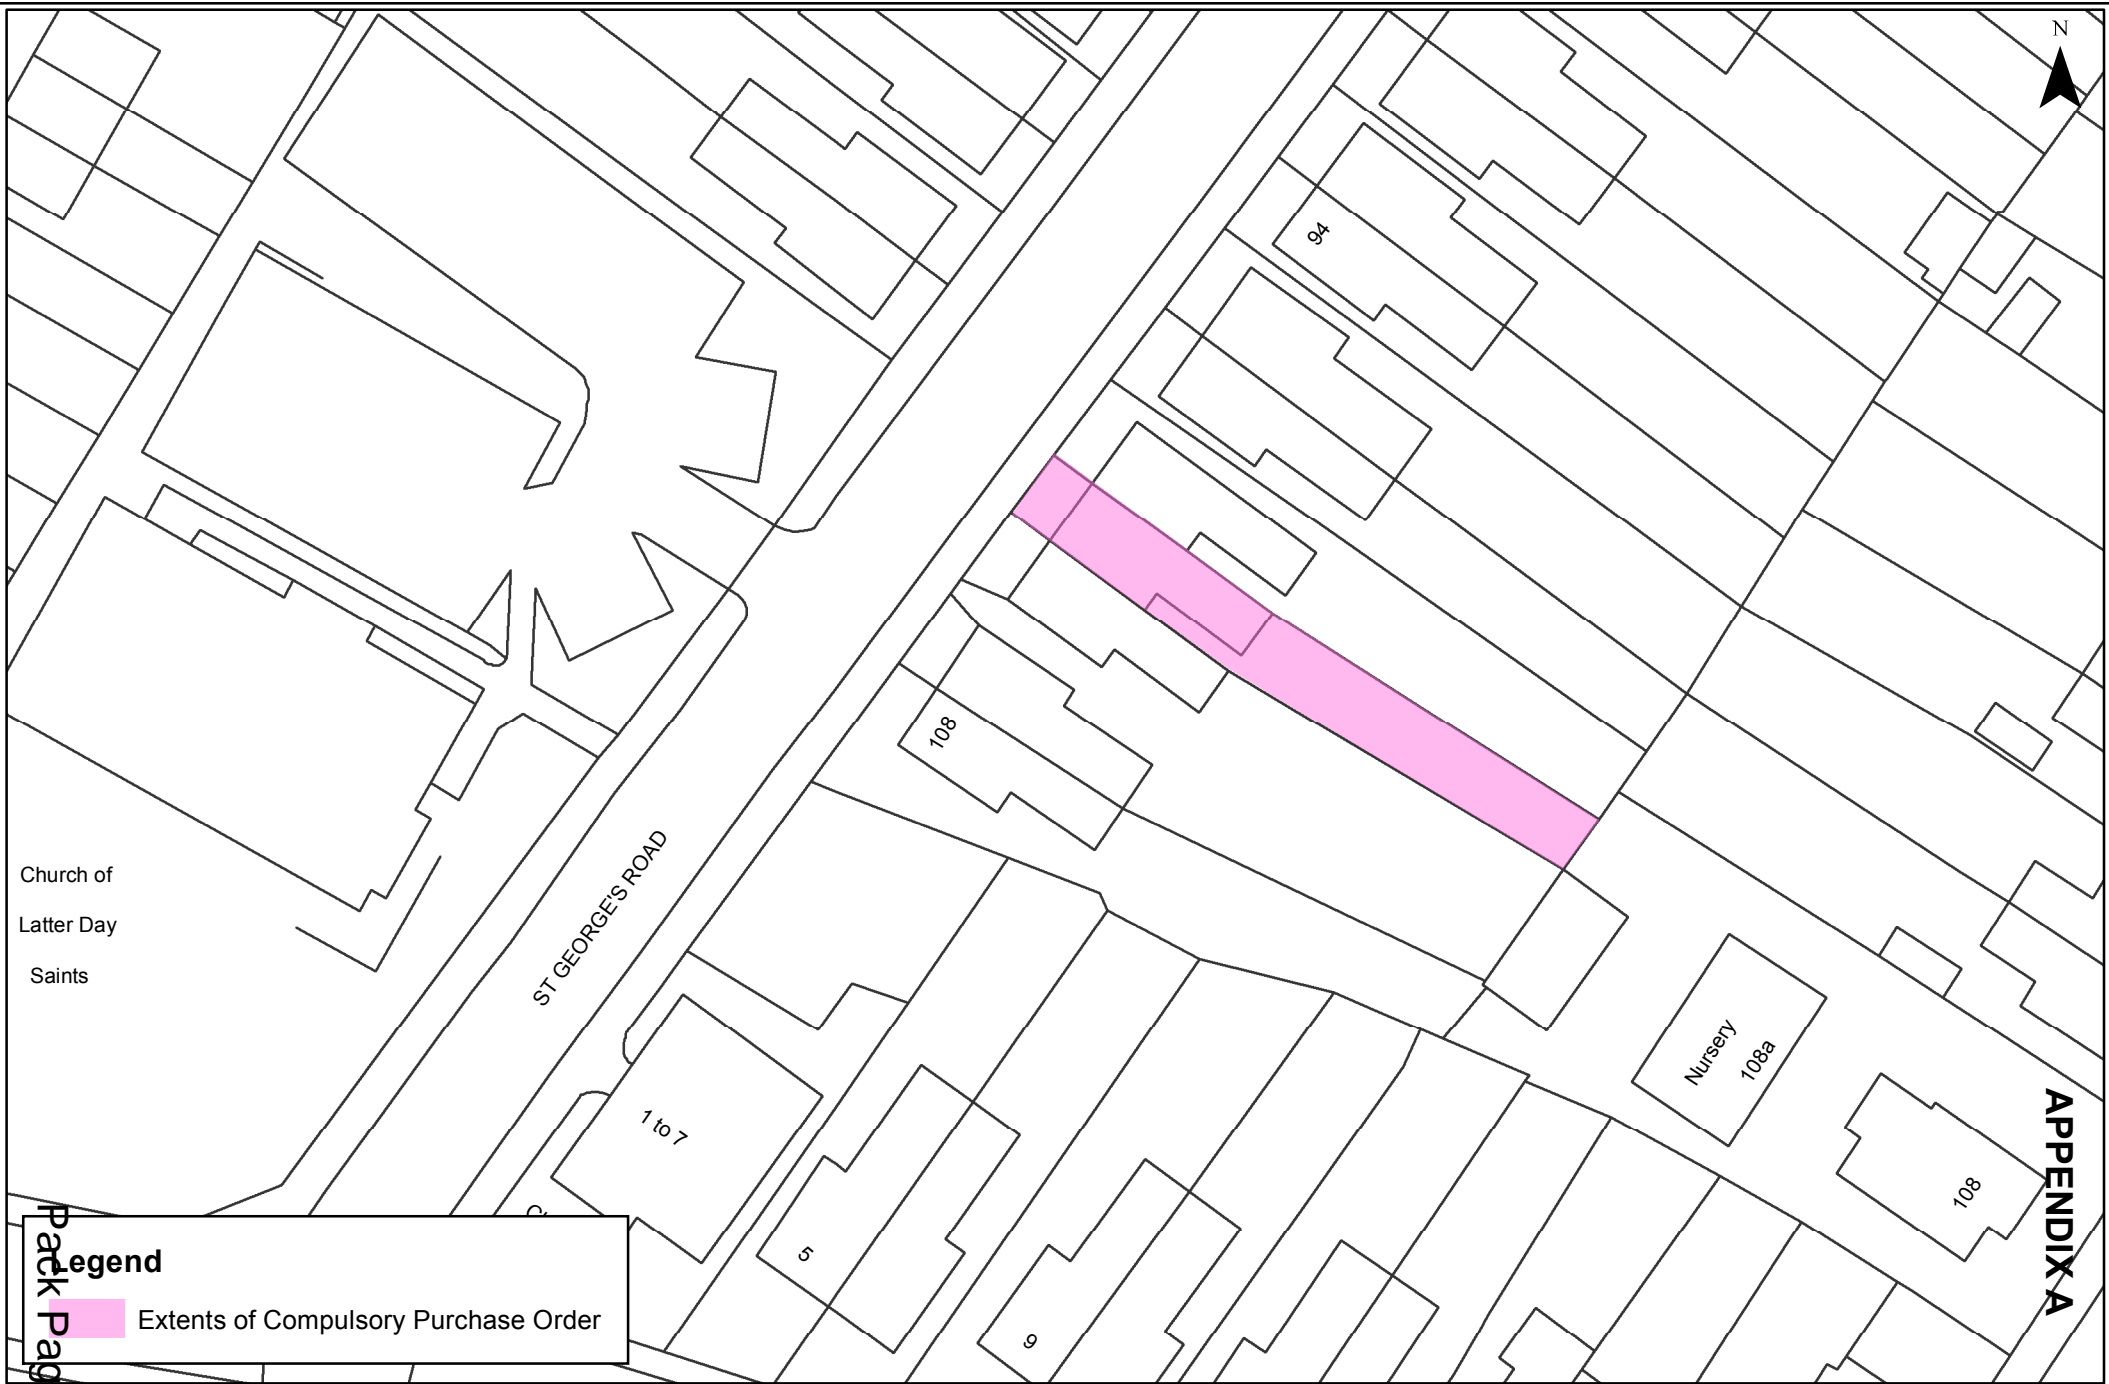 N
94
108
Church of
Latter Day
Saints
ST GEORGE'S ROAD
Nursery
108a
108
1 to 7
5
9
APPENDIX A
Legend
Extents of Compulsory Purchase Order
Pack Pag